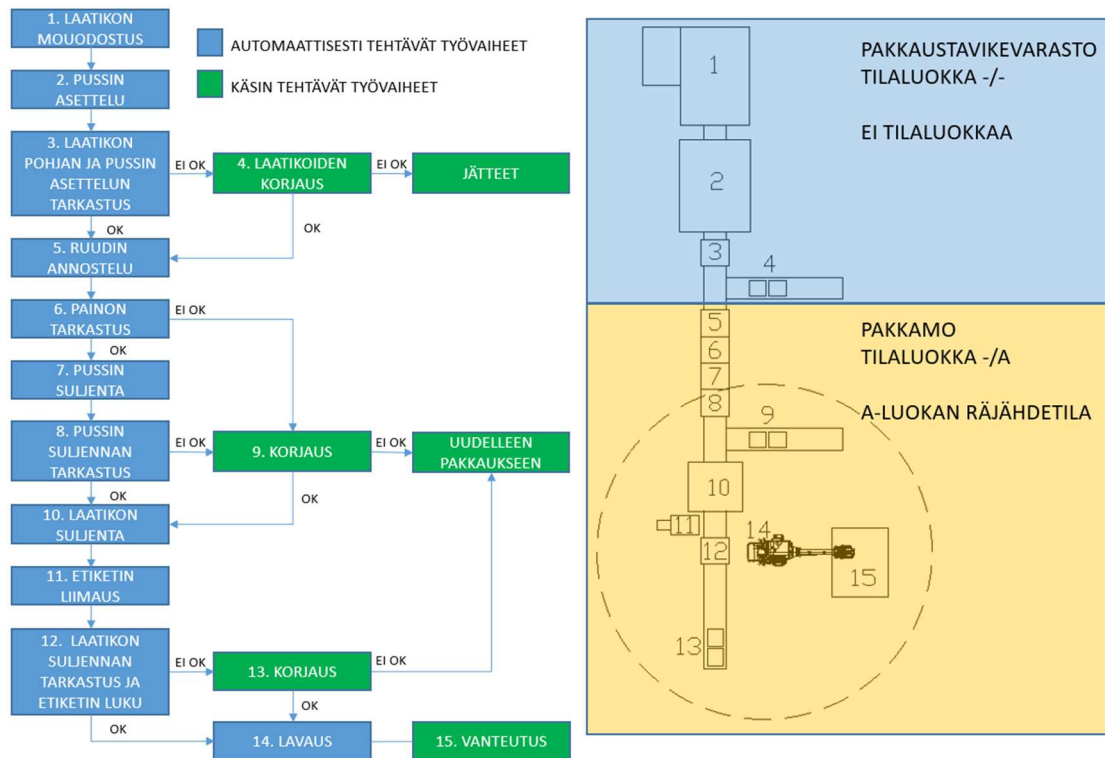 1. LAATIKON
MOUODOSTUS
AUTOMAATTISESTI TEHTÄVÄT TYÖVAIHEET
KÄSIN TEHTÄVÄT TYÖVAIHEET
2. PUSSIN
ASETTELU
3. LAATIKON
POHJAN JA PUSSIN
ASETTELUN
TARKASTUS
EI OK
4. LAATIKOIDEN
KORJAUS
EI OK
JÄTTEET
OK
OK
5. RUUDIN
ANNOSTELU
6. PAINON
TARKASTUS
EI OK
OK
7. PUSSIN
SULJENTA
8. PUSSIN
SULJENNAN
TARKASTUS
EI OK
9. KORJAUS
EI OK
UUDELLEEN
PAKKAUKSEEN
OK
OK
10. LAATIKON
SULJENTA
11. ETIKETIN
LIIMAUS
12. LAATIKON
SULJENNAN
TARKASTUS JA
ETIKETIN LUKU
EI OK
13. KORJAUS
EI OK
OK
OK
14. LAVAUS
15. VANTEUTUS
PAKKAUSTAVIKEVARASTO
TILALUOKKA -/-
EI TILALUOKKAA
1
2
3
4
PAKKAMO
TILALUOKKA -/A
A-LUOKAN RÄJÄHDETILA
5
6
7
8
9
10
11
12
14
15
13